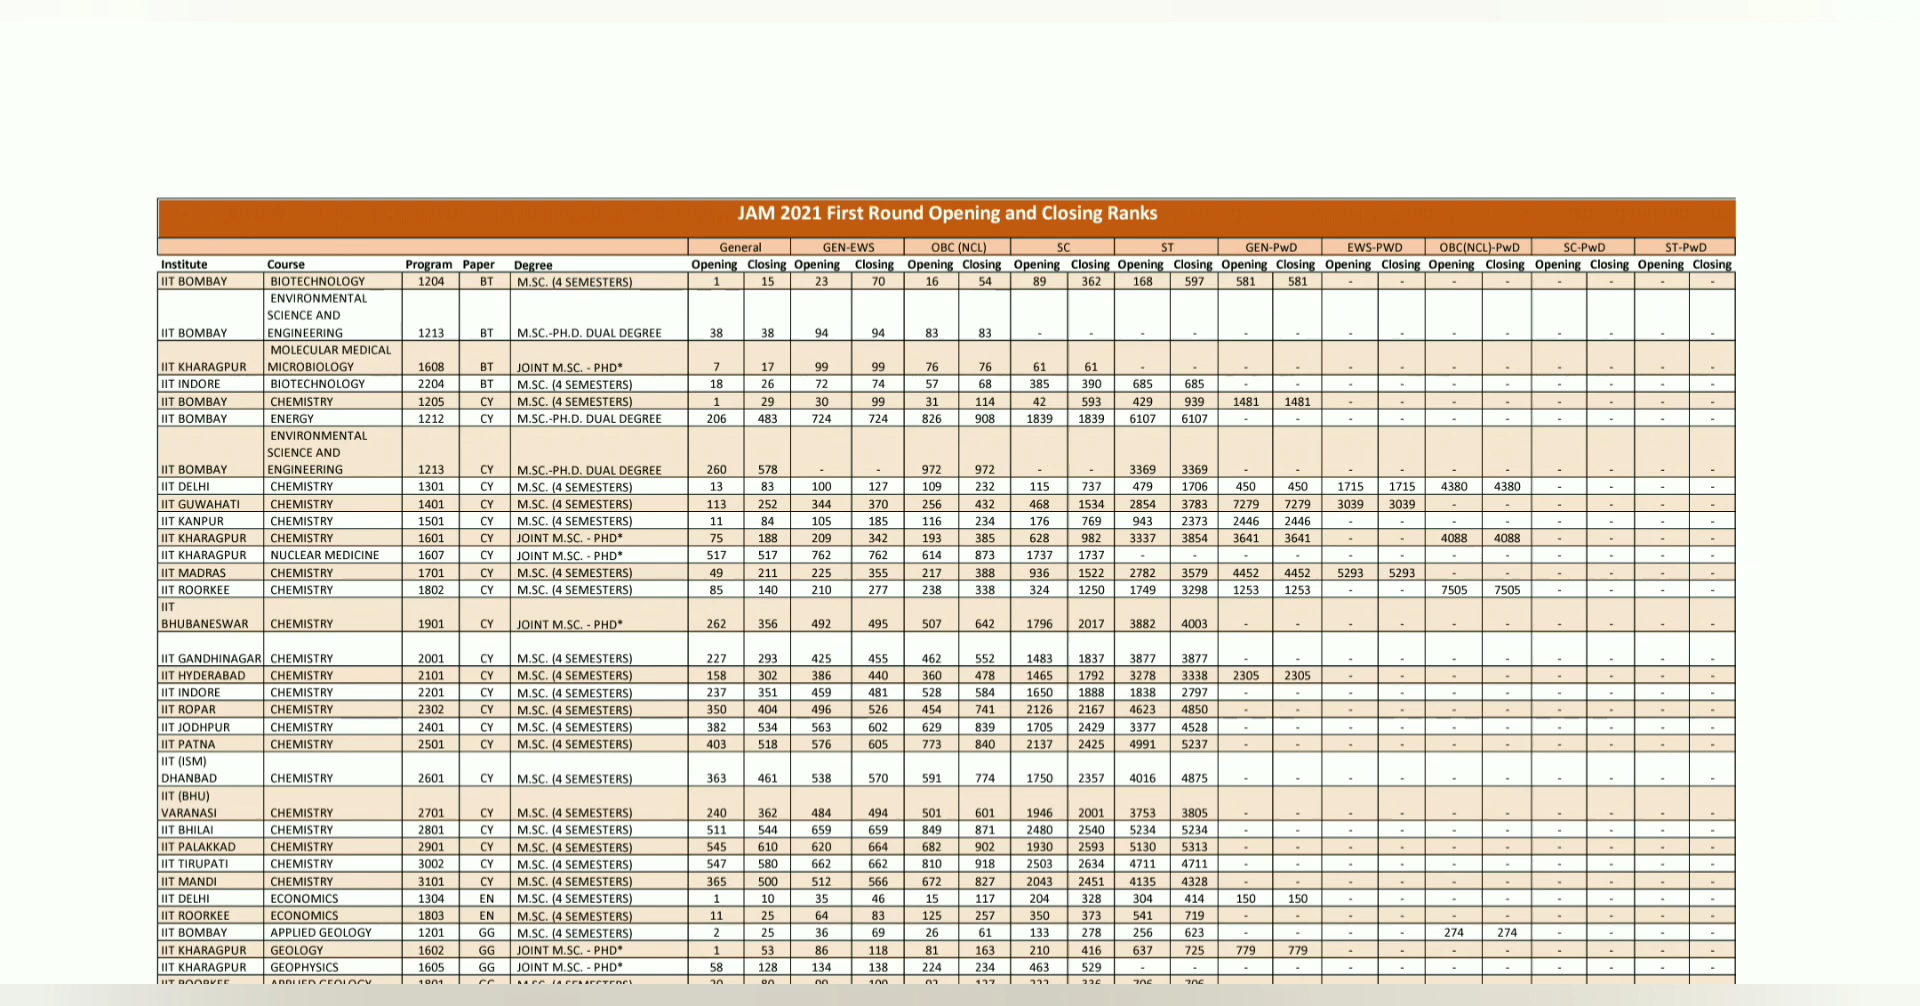 JAM 2021 First Round Opening and Closing Ranks
General GEN-EWS OBC (NCL) SC ST GEN-PwD EWS-PWD OBC(NCL)-PwD SC-PwD ST-PwD
Institute Course Program Paper Degree Opening Closing Opening Closing Opening Closing Opening Closing Opening Closing Opening Closing Opening Closing Opening Closing Opening Closing Opening Closing
IIT BOMBAY BIOTECHNOLOGY 1204 BT M.SC. (4 SEMESTERS) 1 15 23 70 16 54 89 362 168 597 581 581 - - - - - - - -
ENVIRONMENTAL
SCIENCE AND
IIT BOMBAY ENGINEERING 1213 BT M.SC.-PH.D. DUAL DEGREE 38 38 94 94 83 83 - - - - - - - - - - - - - -
MOLECULAR MEDICAL
IIT KHARAGPUR MICROBIOLOGY 1608 BT JOINT M.SC. - PHD* 7 17 99 99 76 76 61 61 - - - - - - - - - - - -
IIT INDORE BIOTECHNOLOGY 2204 BT M.SC. (4 SEMESTERS) 18 26 72 74 57 68 385 390 685 685 - - - - - - - - - -
IIT BOMBAY CHEMISTRY 1205 CY M.SC. (4 SEMESTERS) 1 29 30 99 31 114 42 593 429 939 1481 1481 - - - - - - - -
IIT BOMBAY ENERGY 1212 CY M.SC.-PH.D. DUAL DEGREE 206 483 724 724 826 908 1839 1839 6107 6107 - - - - - - - - - -
ENVIRONMENTAL
SCIENCE AND
IIT BOMBAY ENGINEERING 1213 CY M.SC.-PH.D. DUAL DEGREE 260 578 - - 972 972 - - 3369 3369 - - - - - - - - - -
IIT DELHI CHEMISTRY 1301 CY M.SC. (4 SEMESTERS) 13 83 100 127 109 232 115 737 479 1706 450 450 1715 1715 4380 4380 - - - -
IIT GUWAHATI CHEMISTRY 1401 CY M.SC. (4 SEMESTERS) 113 252 344 370 256 432 468 1534 2854 3783 7279 7279 3039 3039 - - - - - -
IIT KANPUR CHEMISTRY 1501 CY M.SC. (4 SEMESTERS) 11 84 105 185 116 234 176 769 943 2373 2446 2446 - - - - - - - -
IIT KHARAGPUR CHEMISTRY 1601 CY JOINT M.SC. - PHD* 75 188 209 342 193 385 628 982 3337 3854 3641 3641 - - 4088 4088 - - - -
IIT KHARAGPUR NUCLEAR MEDICINE 1607 CY JOINT M.SC. - PHD* 517 517 762 762 614 873 1737 1737 - - - - - - - - - - - -
IIT MADRAS CHEMISTRY 1701 CY M.SC. (4 SEMESTERS) 49 211 225 355 217 388 936 1522 2782 3579 4452 4452 5293 5293 - - - - - -
IIT ROORKEE CHEMISTRY 1802 CY M.SC. (4 SEMESTERS) 85 140 210 277 238 338 324 1250 1749 3298 1253 1253 - - 7505 7505 - - - -
IIT
BHUBANESWAR CHEMISTRY 1901 CY JOINT M.SC. - PHD* 262 356 492 495 507 642 1796 2017 3882 4003 - - - - - - - - - -
IIT GANDHINAGAR CHEMISTRY 2001 CY M.SC. (4 SEMESTERS) 227 293 425 455 462 552 1483 1837 3877 3877 - - - - - - - - - -
IIT HYDERABAD CHEMISTRY 2101 CY M.SC. (4 SEMESTERS) 158 302 386 440 360 478 1465 1792 3278 3338 2305 2305 - - - - - - - -
IIT INDORE CHEMISTRY 2201 CY M.SC. (4 SEMESTERS) 237 351 459 481 528 584 1650 1888 1838 2797 - - - - - - - - - -
IIT ROPAR CHEMISTRY 2302 CY M.SC. (4 SEMESTERS) 350 404 496 526 454 741 2126 2167 4623 4850 - - - - - - - - - -
IIT JODHPUR CHEMISTRY 2401 CY M.SC. (4 SEMESTERS) 382 534 563 602 629 839 1705 2429 3377 4528 - - - - - - - - - -
IIT PATNA CHEMISTRY 2501 CY M.SC. (4 SEMESTERS) 403 518 576 605 773 840 2137 2425 4991 5237 - - - - - - - - - -
IIT (ISM)
DHANBAD CHEMISTRY 2601 CY M.SC. (4 SEMESTERS) 363 461 538 570 591 774 1750 2357 4016 4875 - - - - - - - - - -
IIT (BHU)
VARANASI CHEMISTRY 2701 CY M.SC. (4 SEMESTERS) 240 362 484 494 501 601 1946 2001 3753 3805 - - - - - - - - - -
IIT BHILAI CHEMISTRY 2801 CY M.SC. (4 SEMESTERS) 511 544 659 659 849 871 2480 2540 5234 5234 - - - - - - - - - -
IIT PALAKKAD CHEMISTRY 2901 CY M.SC. (4 SEMESTERS) 545 610 620 664 682 902 1930 2593 5130 5313 - - - - - - - - - -
IIT TIRUPATI CHEMISTRY 3002 CY M.SC. (4 SEMESTERS) 547 580 662 662 810 918 2503 2634 4711 4711 - - - - - - - - - -
IIT MANDI CHEMISTRY 3101 CY M.SC. (4 SEMESTERS) 365 500 512 566 672 827 2043 2451 4135 4328 - - - - - - - - - -
IIT DELHI ECONOMICS 1304 EN M.SC. (4 SEMESTERS) 1 10 35 46 15 117 204 328 304 414 150 150 - - - - - - - -
IIT ROORKEE ECONOMICS 1803 EN M.SC. (4 SEMESTERS) 11 25 64 83 125 257 350 373 541 719 - - - - - - - - - -
IIT BOMBAY APPLIED GEOLOGY 1201 GG M.SC. (4 SEMESTERS) 2 25 36 69 26 61 133 278 256 623 - - - - 274 274 - - - -
IIT KHARAGPUR GEOLOGY 1602 GG JOINT M.SC. - PHD* 1 53 86 118 81 163 210 416 637 725 779 779 - - - - - - - -
IIT KHARAGPUR GEOPHYSICS 1605 GG JOINT M.SC. - PHD* 58 128 134 138 224 234 463 529 - - - - - - - - - - - -